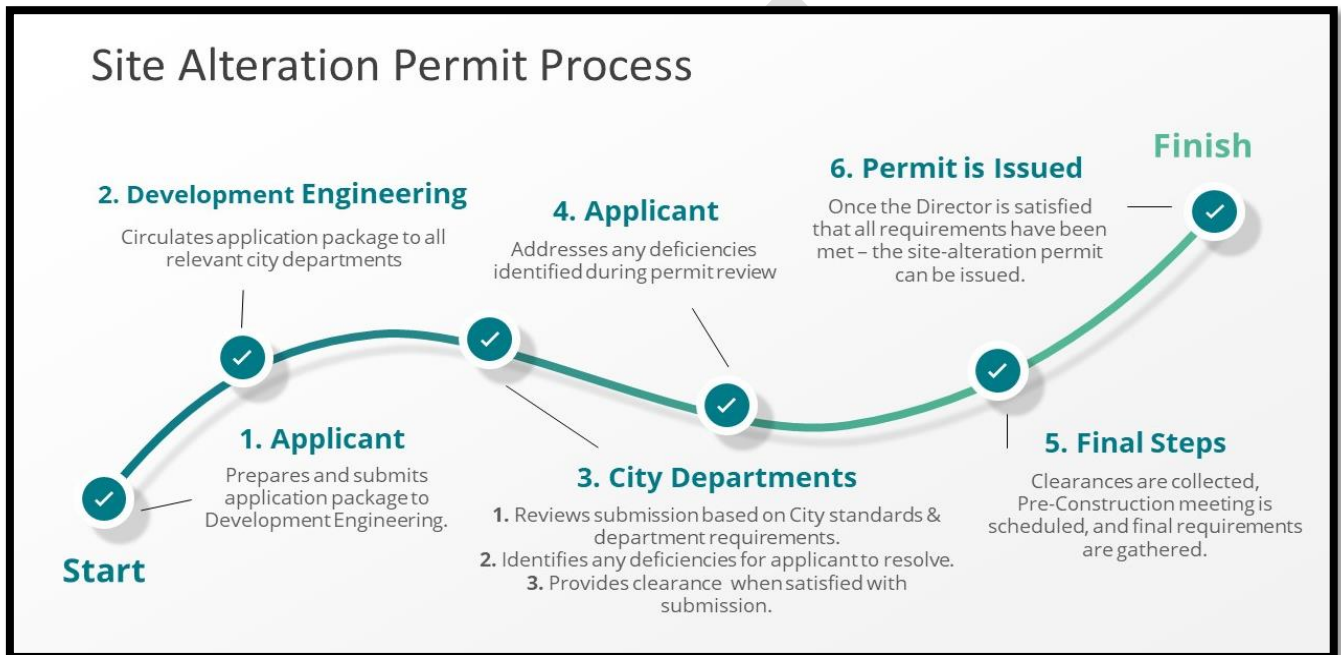 Site Alteration Permit Process
Start
1. Applicant
Prepares and submits
application package to
Development Engineering.
2. Development Engineering
Circulates application package to all
relevant city departments
3. City Departments
1. Reviews submission based on City standards &
department requirements.
2. Identifies any deficiencies for applicant to resolve.
3. Provides clearance when satisfied with
submission.
4. Applicant
Addresses any deficiencies
identified during permit review
5. Final Steps
Clearances are collected,
Pre-Construction meeting is
scheduled, and final requirements
are gathered.
6. Permit is Issued
Once the Director is satisfied
that all requirements have been
met – the site-alteration permit
can be issued.
Finish